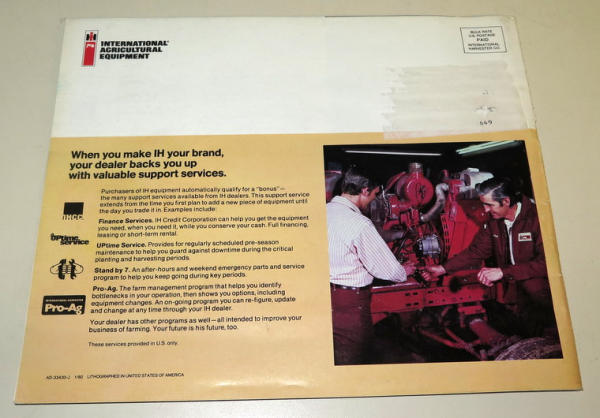 INTERNATIONAL
AGRICULTURAL
EQUIPMENT
BULK RATE
U.S. POSTAGE
PAID
INTERNATIONAL
HARVESTER CO.
649
When you make IH your brand,
your dealer backs you up
with valuable support services.
Purchasers of IH equipment automatically qualify for a "bonus"—
the many support services available from IH dealers. This support service
extends from the time you first plan to add a new piece of equipment until
the day you trade it in. Examples include:
IHCC
Finance Services. IH Credit Corporation can help you get the equipment
you need, when you need it, while you conserve your cash. Full financing,
leasing or short-term rental.
UPtime
service
UPtime Service. Provides for regularly scheduled pre-season
maintenance to help you guard against downtime during the critical
planting and harvesting periods.
Stand by 7. An after-hours and weekend emergency parts and service
program to help you keep going during key periods.
INTERNATIONAL HARVESTER
Pro-Ag
Pro-Ag. The farm management program that helps you identify
bottlenecks in your operation, then shows you options, including
equipment changes. An on-going program you can re-figure, update
and change at any time through your IH dealer.
Your dealer has other programs as well—all intended to improve your
business of farming. Your future is his future, too.
These services provided in U.S. only.
AD-33430-J 1/80 LITHOGRAPHED IN UNITED STATES OF AMERICA